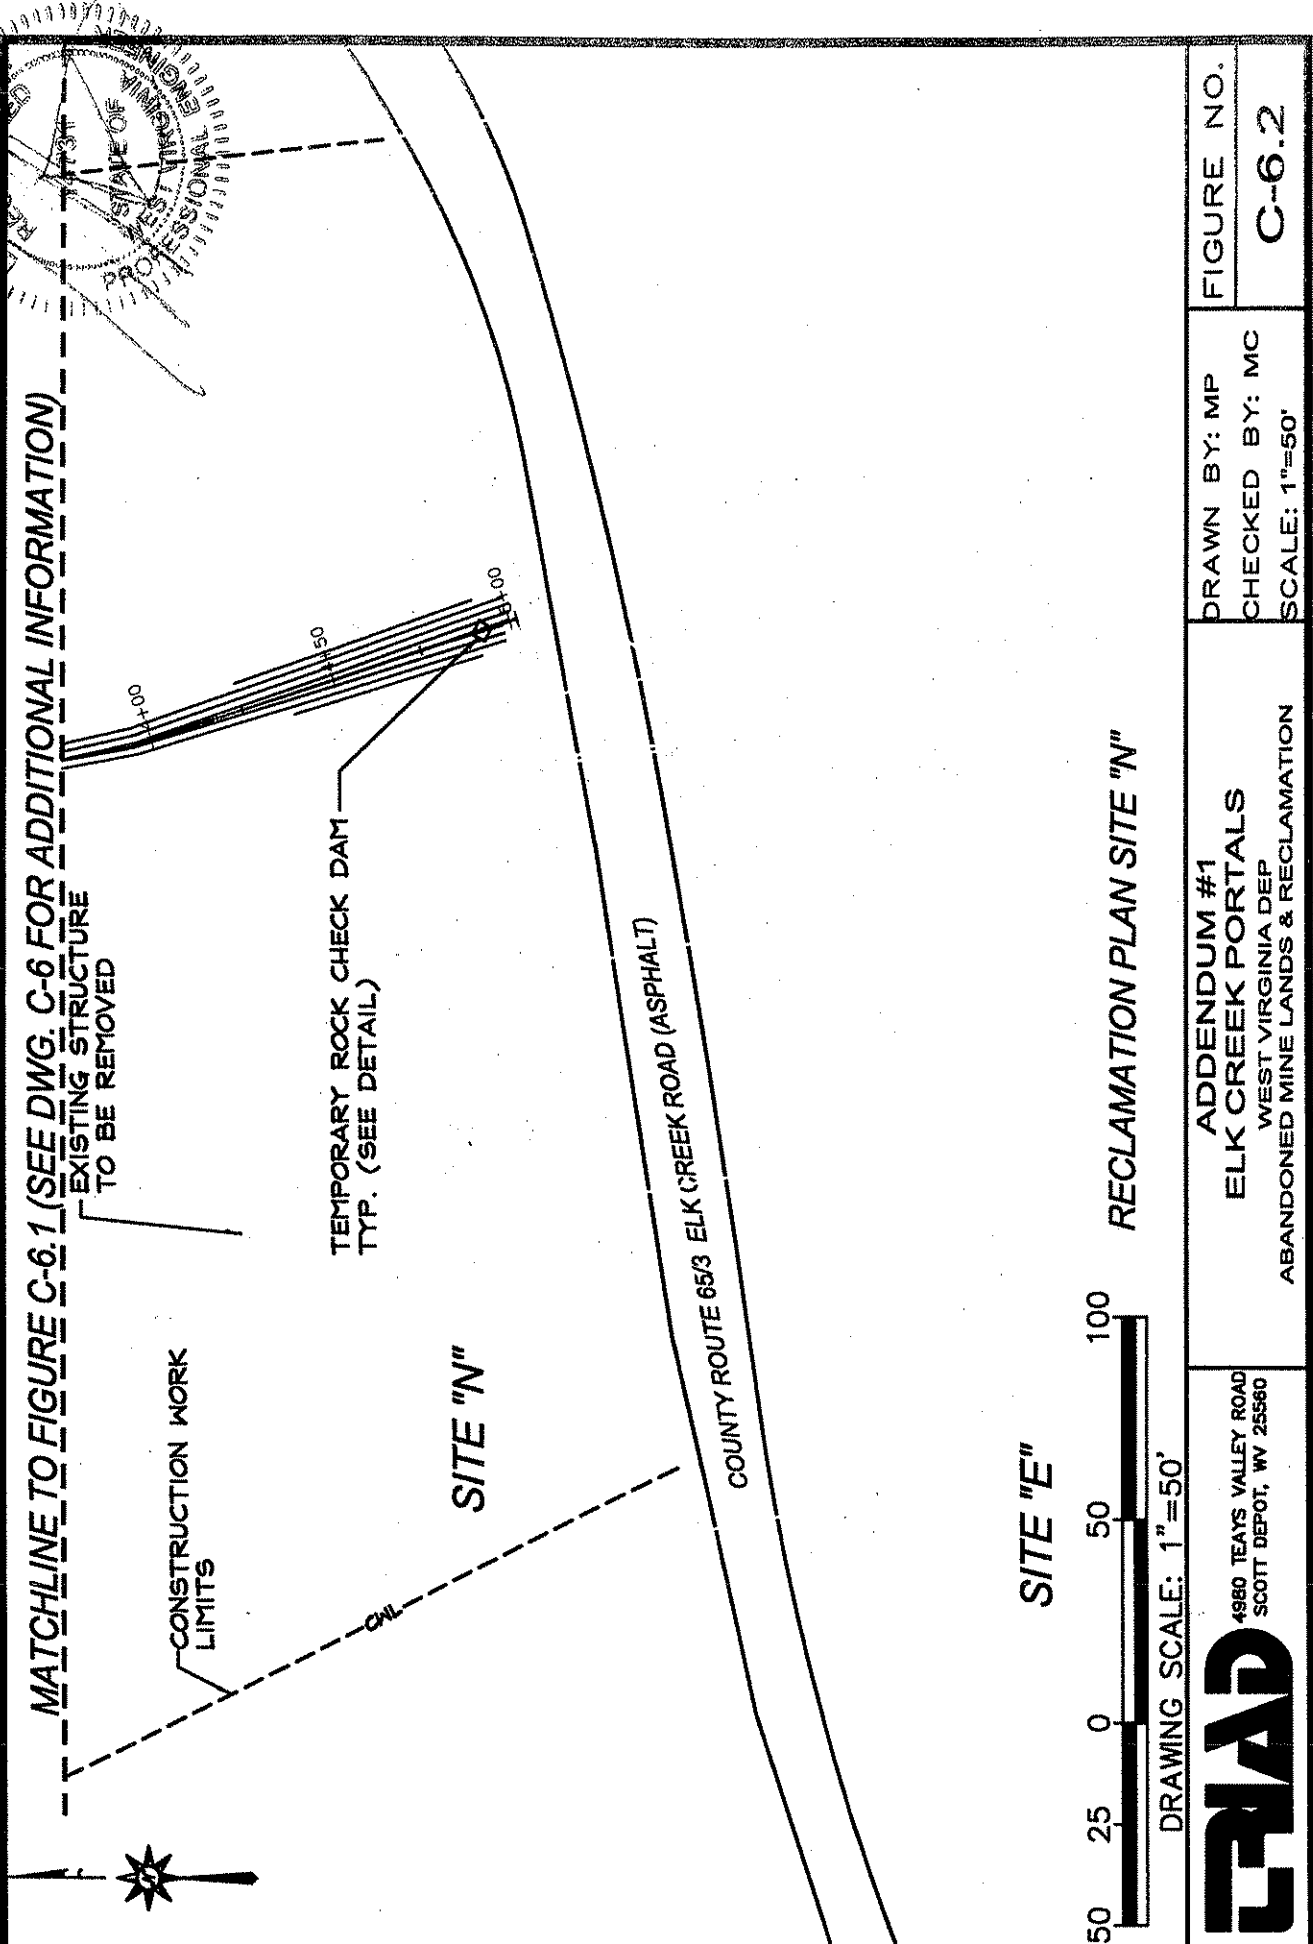 MATCHLINE TO FIGURE C-6.1 (SEE DWG. C-6 FOR ADDITIONAL INFORMATION)
STATE OF
WEST VIRGINIA
PROFESSIONAL ENGINEER
EXISTING STRUCTURE
TO BE REMOVED
CONSTRUCTION WORK
LIMITS
CWL
4+00
+50
+00
TEMPORARY ROCK CHECK DAM
TYP. (SEE DETAIL)
SITE "N"
COUNTY ROUTE 65/3 ELK CREEK ROAD (ASPHALT)
SITE "E"
50 25 0 50 100
DRAWING SCALE: 1"=50'
RECLAMATION PLAN SITE "N"
TRIAD
4980 TEAYS VALLEY ROAD
SCOTT DEPOT, WV 25560
ADDENDUM #1
ELK CREEK PORTALS
WEST VIRGINIA DEP
ABANDONED MINE LANDS & RECLAMATION
DRAWN BY: MP
CHECKED BY: MC
SCALE: 1"=50'
FIGURE NO.
C-6.2